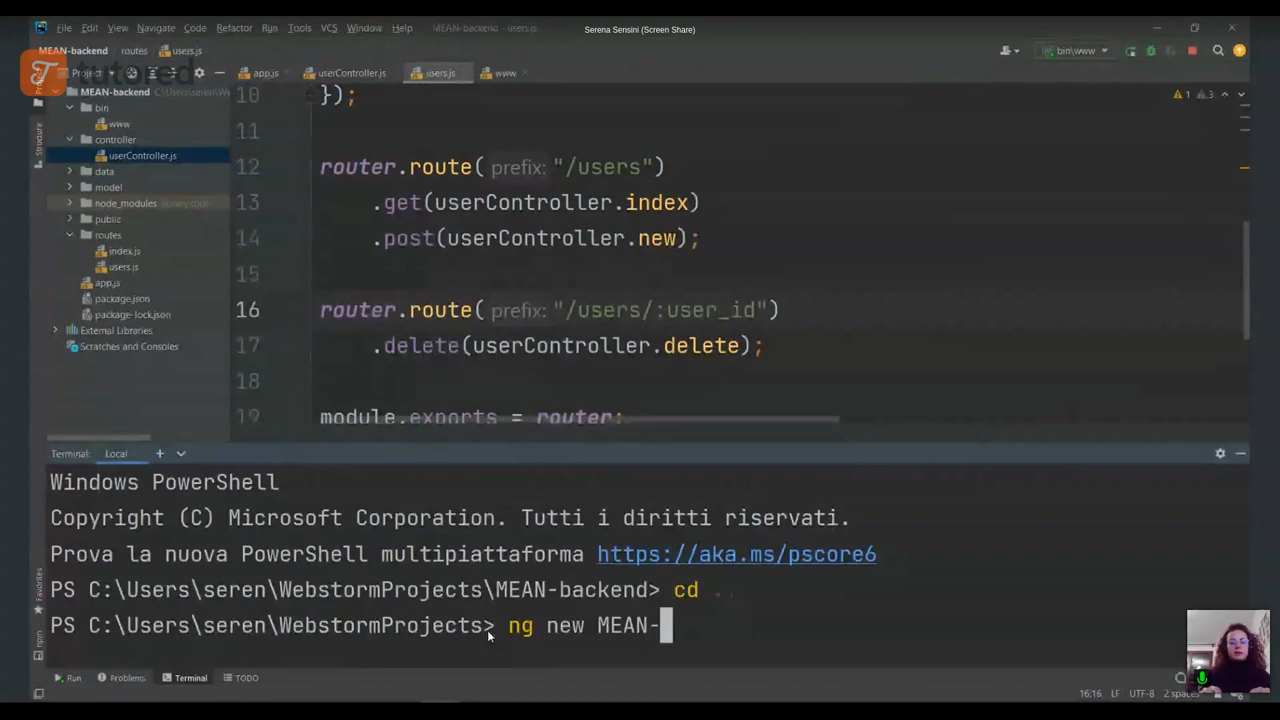 Serena Sensini (Screen Share)
File Edit View Navigate Code Refactor Run Tools VCS Window Help MEAN-backend - users.js
MEAN-backend routes users.js bin\www
tutored
Project app.js userController.js users.js www
MEAN-backend
bin
www
controller
userController.js
data
model
node_modules library root
public
routes
index.js
users.js
app.js
package.json
package-lock.json
External Libraries
Scratches and Consoles
Structure
1 3
10 });
11
12 router.route( prefix: "/users")
13 .get(userController.index)
14 .post(userController.new);
15
16 router.route( prefix: "/users/:user_id")
17 .delete(userController.delete);
18
19 module.exports = router;
Terminal: Local
Windows PowerShell
Copyright (C) Microsoft Corporation. Tutti i diritti riservati.
Prova la nuova PowerShell multipiattaforma https://aka.ms/pscore6
PS C:\Users\seren\WebstormProjects\MEAN-backend> cd ..
PS C:\Users\seren\WebstormProjects> ng new MEAN-
Favorites
npm
Run Problems Terminal TODO
16:16 LF UTF-8 2 spaces